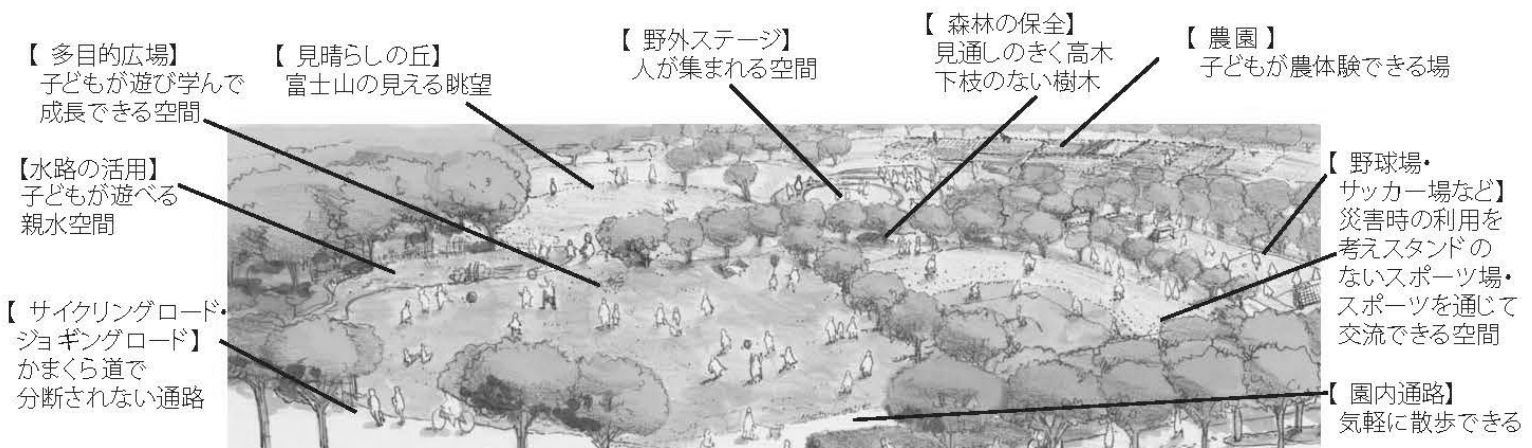 【 多目的広場】
子どもが遊び学んで
成長できる空間
【 見晴らしの丘】
富士山の見える眺望
【 野外ステージ】
人が集まれる空間
【 森林の保全】
見通しのきく高木
下枝のない樹木
【 農園 】
子どもが農体験できる場
【水路の活用】
子どもが遊べる
親水空間
【 サイクリングロード・
ジョギングロード】
かまくら道で
分断されない通路
【 野球場・
サッカー場など】
災害時の利用を
考えスタンドの
ないスポーツ場・
スポーツを通じて
交流できる空間
【 園内通路】
気軽に散歩できる